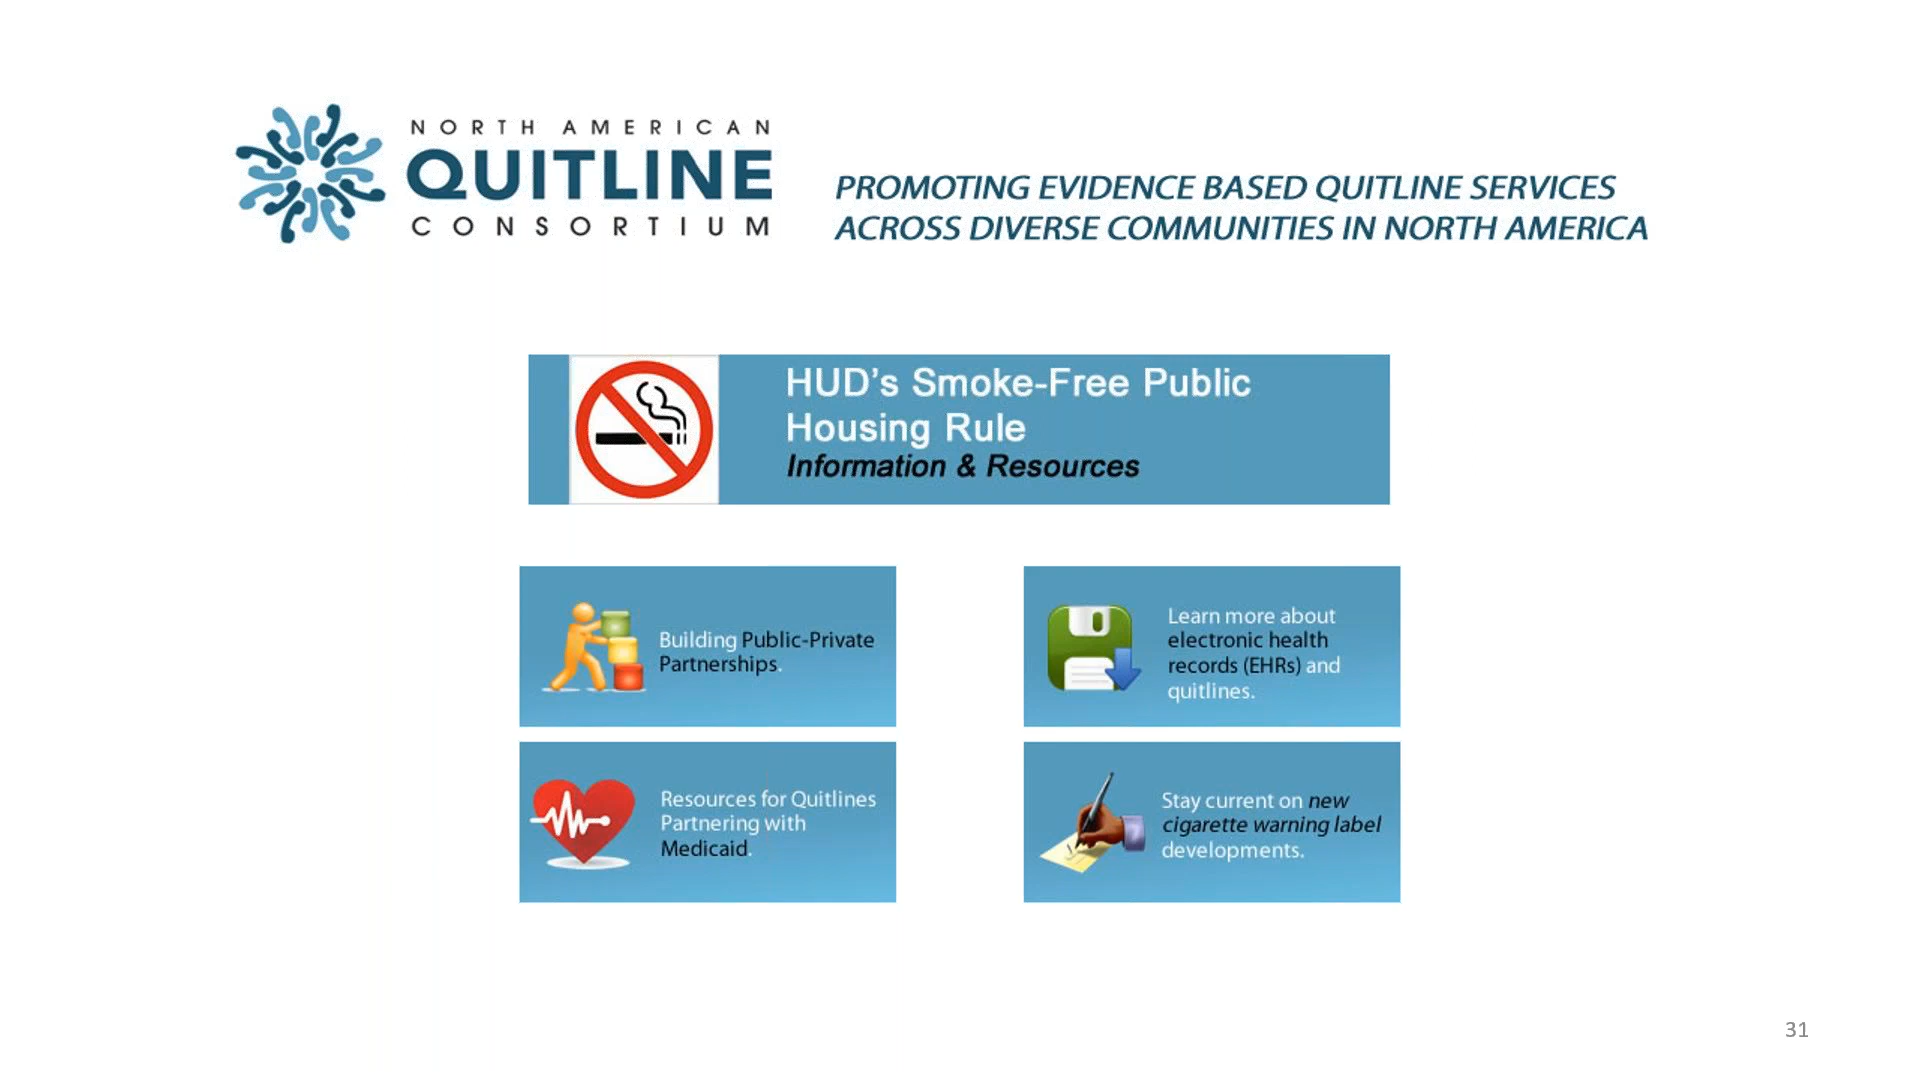 NORTH AMERICAN
QUITLINE
CONSORTIUM
PROMOTING EVIDENCE BASED QUITLINE SERVICES
ACROSS DIVERSE COMMUNITIES IN NORTH AMERICA
HUD's Smoke-Free Public
Housing Rule
Information & Resources
Building Public-Private
Partnerships.
Learn more about
electronic health
records (EHRs) and
quitlines.
Resources for Quitlines
Partnering with
Medicaid.
Stay current on new
cigarette warning label
developments.
31